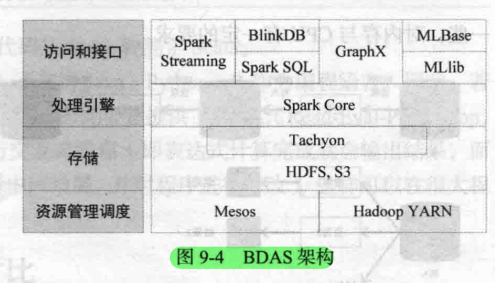 访问和接口 Spark Streaming BlinkDB GraphX MLBase
Spark SQL MLlib
处理引擎 Spark Core
存储 Tachyon
HDFS, S3
资源管理调度 Mesos Hadoop YARN
图 9-4 BDAS 架构